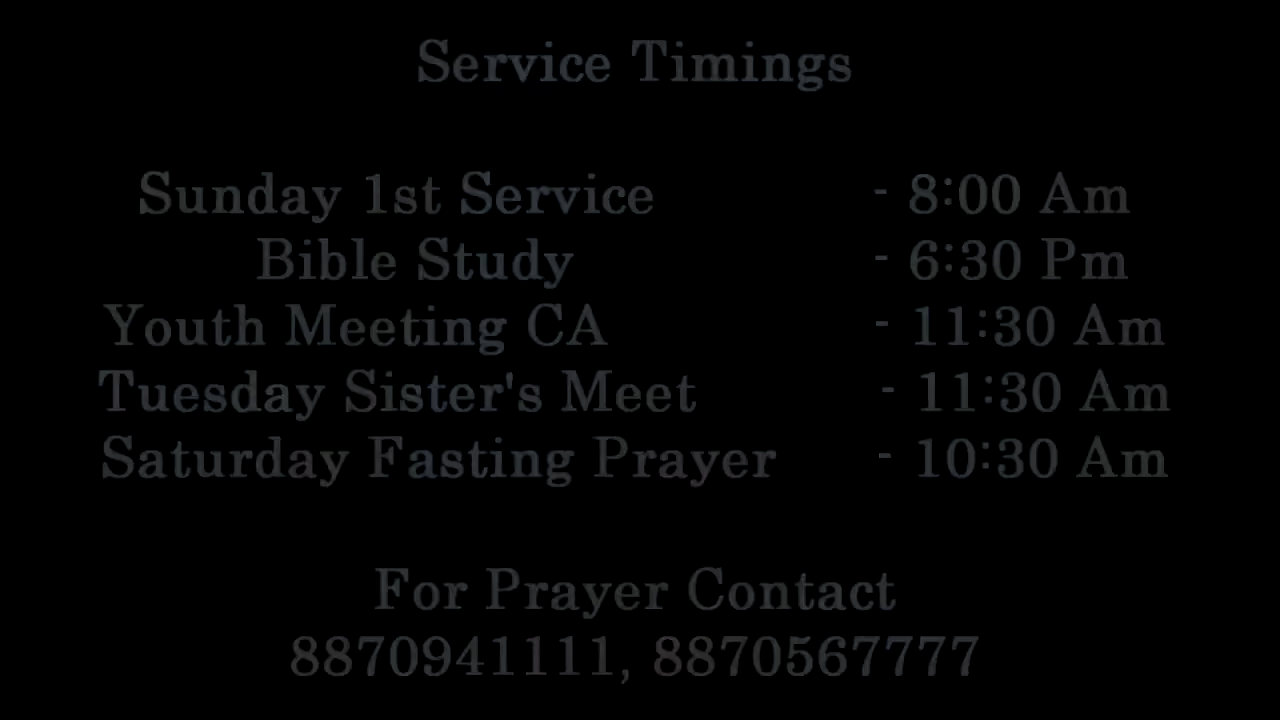 Service Timings
Sunday 1st Service - 8:00 Am
Bible Study - 6:30 Pm
Youth Meeting CA - 11:30 Am
Tuesday Sister's Meet - 11:30 Am
Saturday Fasting Prayer - 10:30 Am
For Prayer Contact
8870941111, 8870567777